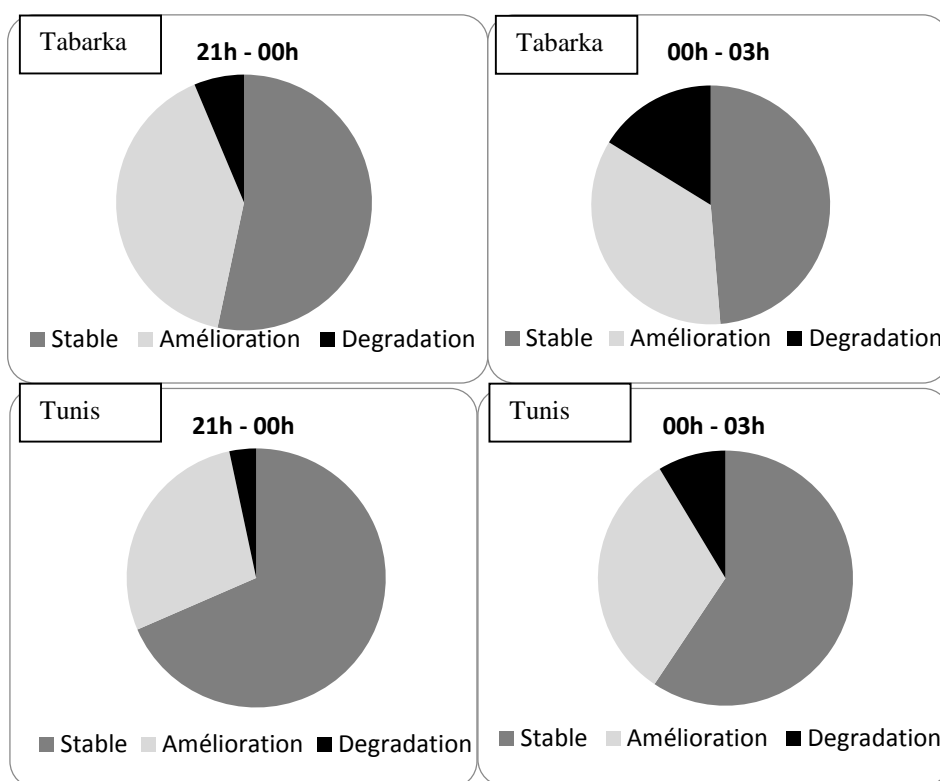 Tabarka
21h - 00h
Stable Amélioration Degradation
Tabarka
00h - 03h
Stable Amélioration Degradation
Tunis
21h - 00h
Stable Amélioration Degradation
Tunis
00h - 03h
Stable Amélioration Degradation